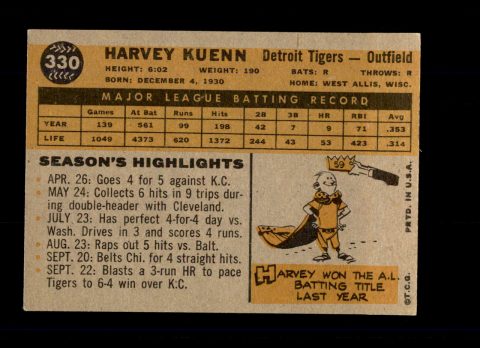 330
HARVEY KUENN Detroit Tigers — Outfield
HEIGHT: 6:02 WEIGHT: 190 BATS: R THROWS: R
BORN: DECEMBER 4, 1930 HOME: WEST ALLIS, WISC.
MAJOR LEAGUE BATTING RECORD
Games At Bat Runs Hits 2B 3B HR RBI Avg
YEAR 139 561 99 198 42 7 9 71 .353
LIFE 1049 4373 620 1372 244 43 53 423 .314
SEASON'S HIGHLIGHTS
• APR. 26: Goes 4 for 5 against K.C.
• MAY 24: Collects 6 hits in 9 trips during
double-header with Cleveland.
• JULY 23: Has perfect 4-for-4 day vs.
Wash. Drives in 3 and scores 4 runs.
• AUG. 23: Raps out 5 hits vs. Balt.
• SEPT. 20: Belts Chi. for 4 straight hits.
• SEPT. 22: Blasts a 3-run HR to pace
Tigers to 6-4 win over K.C.
59
HARVEY WON THE A.L.
BATTING TITLE
LAST YEAR
©T.C.G. PRTD. IN U.S.A.